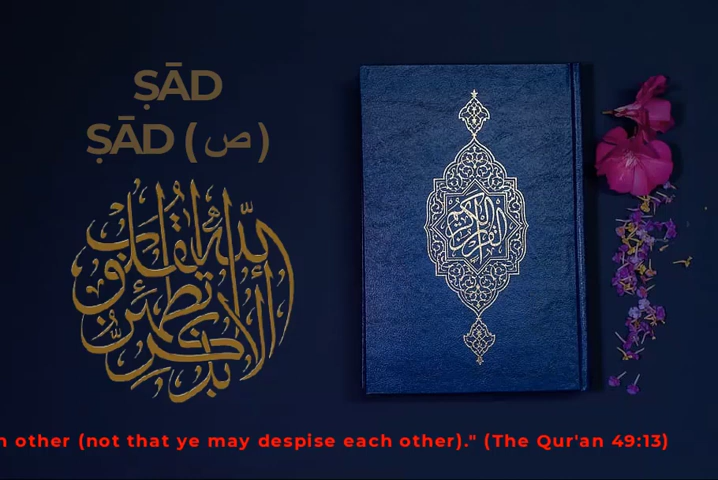 ṢĀD
ṢĀD ( ص )
ألا بذكر الله تطمئن القلوب
القرآن الكريم
n other (not that ye may despise each other)." (The Qur'an 49:13)